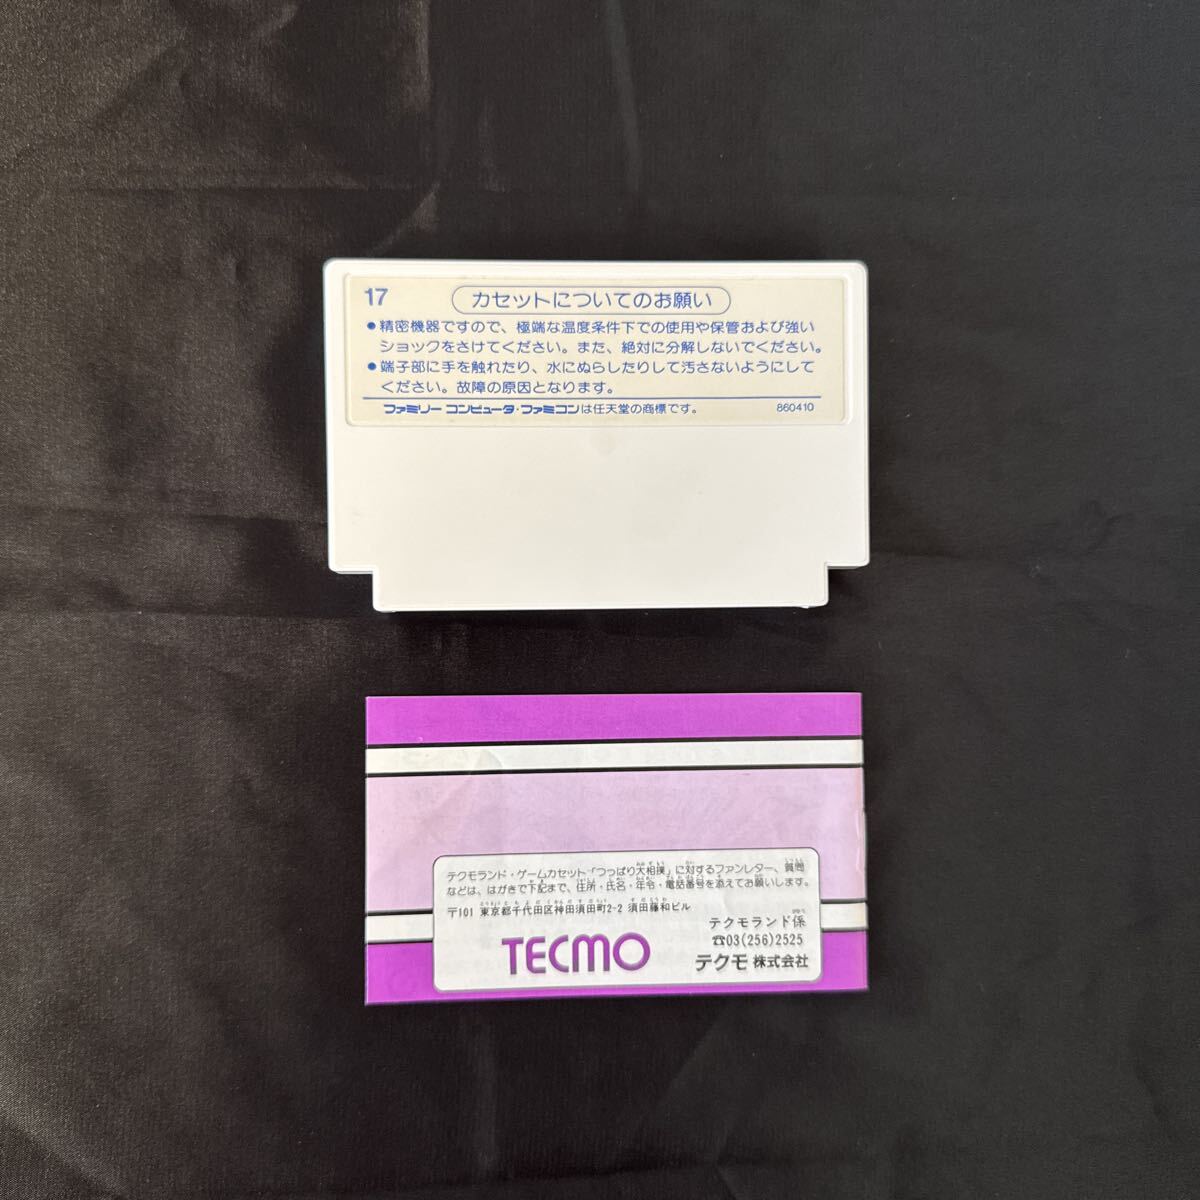 17
カセットについてのお願い
●精密機器ですので、極端な温度条件下での使用や保管および強い
ショックをさけてください。また、絶対に分解しないでください。
●端子部に手を触れたり、水にぬらしたりして汚さないようにして
ください。故障の原因となります。
ファミリーコンピュータ・ファミコンは任天堂の商標です。 860410
テクモランド・ゲームカセット「つっぱり大相撲」に対するファンレター、質問
などは、はがきで下記まで、住所・氏名・年令・電話番号を添えてお願いします。
〒101 東京都千代田区神田須田町2-2 須田藤和ビル
テクモランド係
☎03(256)2525
TECMO テクモ株式会社